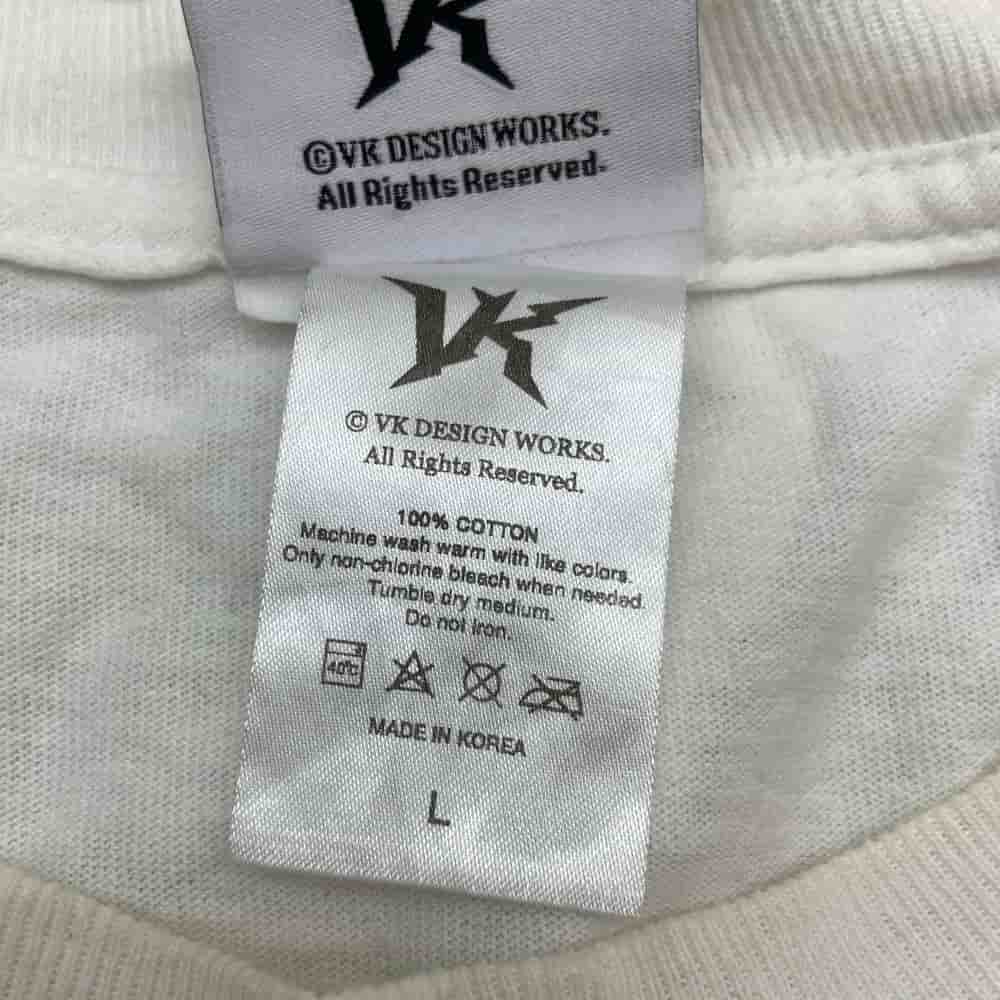 VK
©VK DESIGN WORKS.
All Rights Reserved.
VK
© VK DESIGN WORKS.
All Rights Reserved.
100% COTTON
Machine wash warm with like colors.
Only non-chlorine bleach when needed.
Tumble dry medium.
Do not iron.
40℃
MADE IN KOREA
L